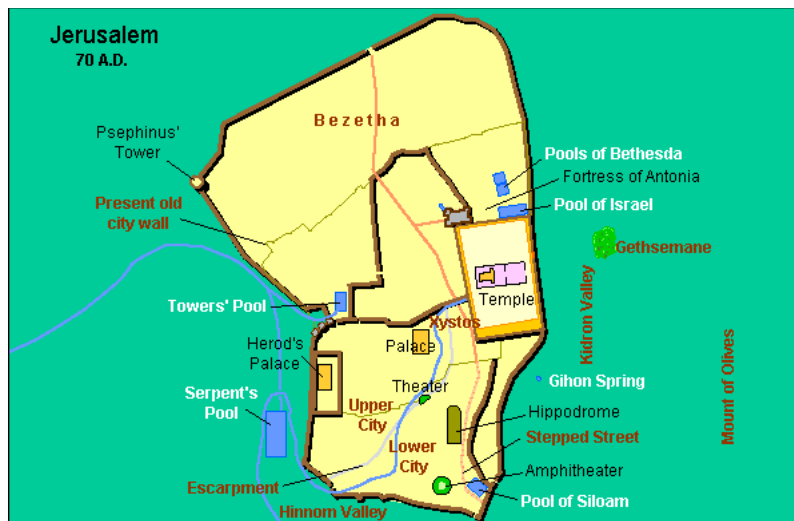 Jerusalem
70 A.D.
Bezetha
Psephinus'
Tower
Pools of Bethesda
Fortress of Antonia
Pool of Israel
Present old
city wall
Gethsemane
Kidron Valley
Mount of Olives
Temple
Towers' Pool
Xystos
Herod's
Palace
Palace
Theater
Gihon Spring
Serpent's
Pool
Upper
City
Hippodrome
Lower
City
Stepped Street
Amphitheater
Escarpment
Pool of Siloam
Hinnom Valley